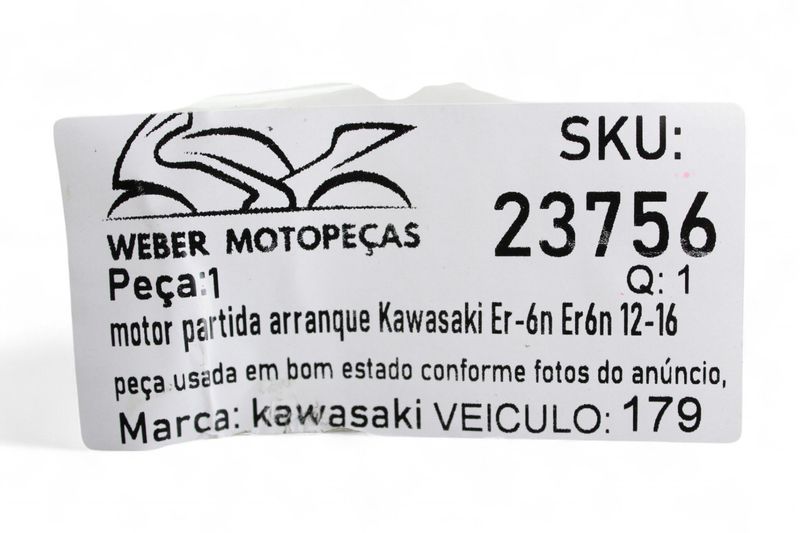 SKU:
23756
WEBER MOTOPEÇAS
Peça:1
Q: 1
motor partida arranque Kawasaki Er-6n Er6n 12-16
peça usada em bom estado conforme fotos do anúncio,
Marca: kawasaki VEICULO: 179